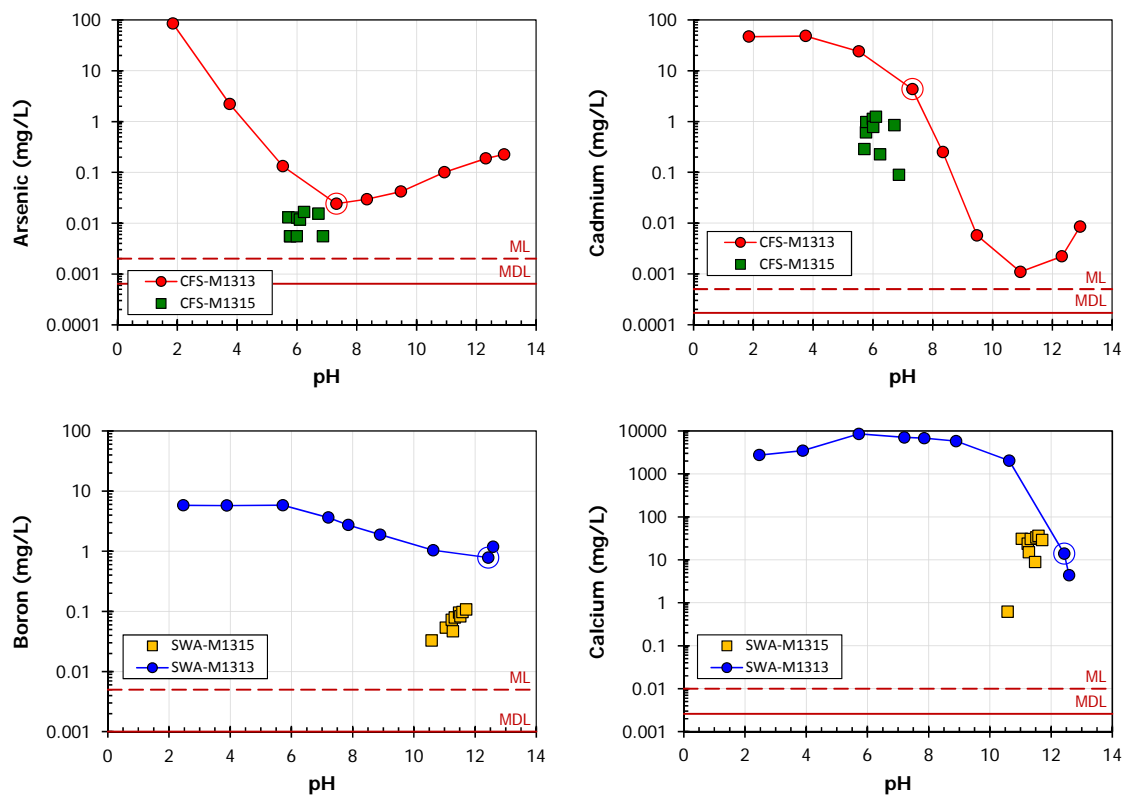 Arsenic (mg/L)
100
10
1
0.1
0.01
0.001
0.0001
ML
MDL
CFS-M1313
CFS-M1315
0 2 4 6 8 10 12 14
pH
Cadmium (mg/L)
100
10
1
0.1
0.01
0.001
0.0001
CFS-M1313
CFS-M1315
ML
MDL
0 2 4 6 8 10 12 14
pH
Boron (mg/L)
100
10
1
0.1
0.01
0.001
SWA-M1315
SWA-M1313
ML
MDL
0 2 4 6 8 10 12 14
pH
Calcium (mg/L)
10000
1000
100
10
1
0.1
0.01
0.001
SWA-M1315
SWA-M1313
ML
MDL
0 2 4 6 8 10 12 14
pH